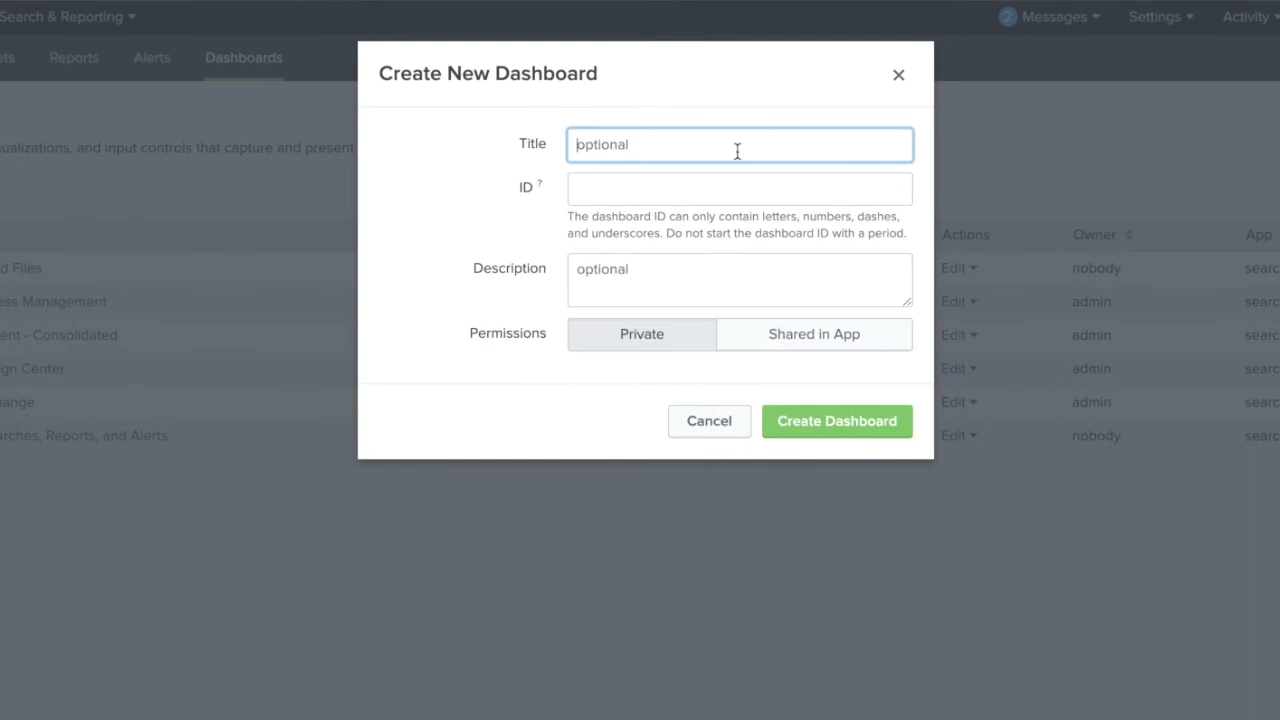 Search & Reporting
2 Messages Settings Activity
ets Reports Alerts Dashboards
Create New Dashboard
ualizations, and input controls that capture and present
Title optional
ID ?
The dashboard ID can only contain letters, numbers, dashes,
and underscores. Do not start the dashboard ID with a period.
Description optional
Permissions Private Shared in App
Cancel Create Dashboard
Actions Owner App
d Files Edit nobody searc
ess Management Edit admin searc
ent - Consolidated Edit admin searc
gn Center Edit admin searc
ange Edit admin searc
arches, Reports, and Alerts Edit nobody searc